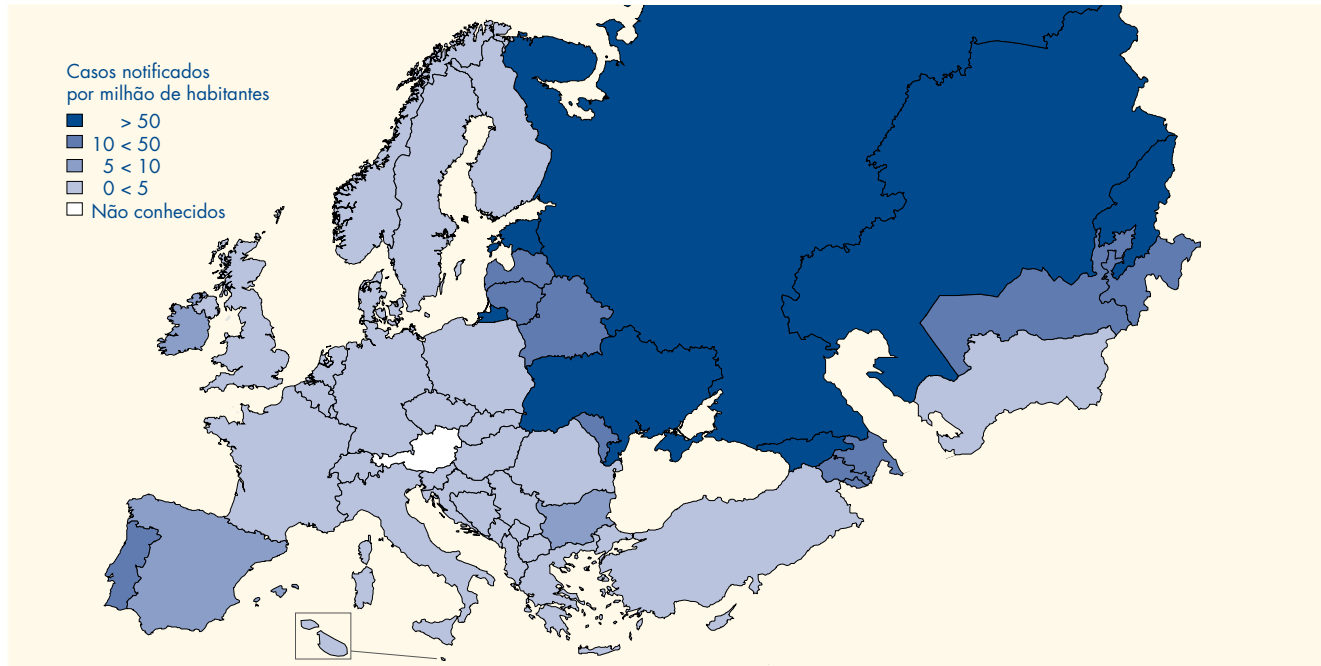 Casos notificados
por milhão de habitantes
> 50
10 < 50
5 < 10
0 < 5
Não conhecidos